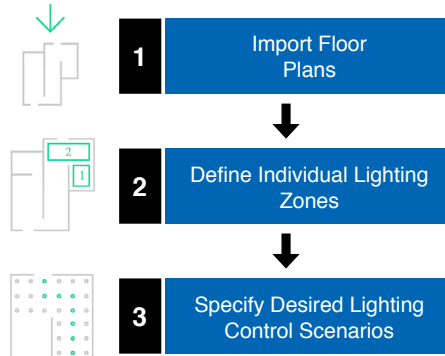 1
Import Floor
Plans
2
1
2
Define Individual Lighting
Zones
3
Specify Desired Lighting
Control Scenarios